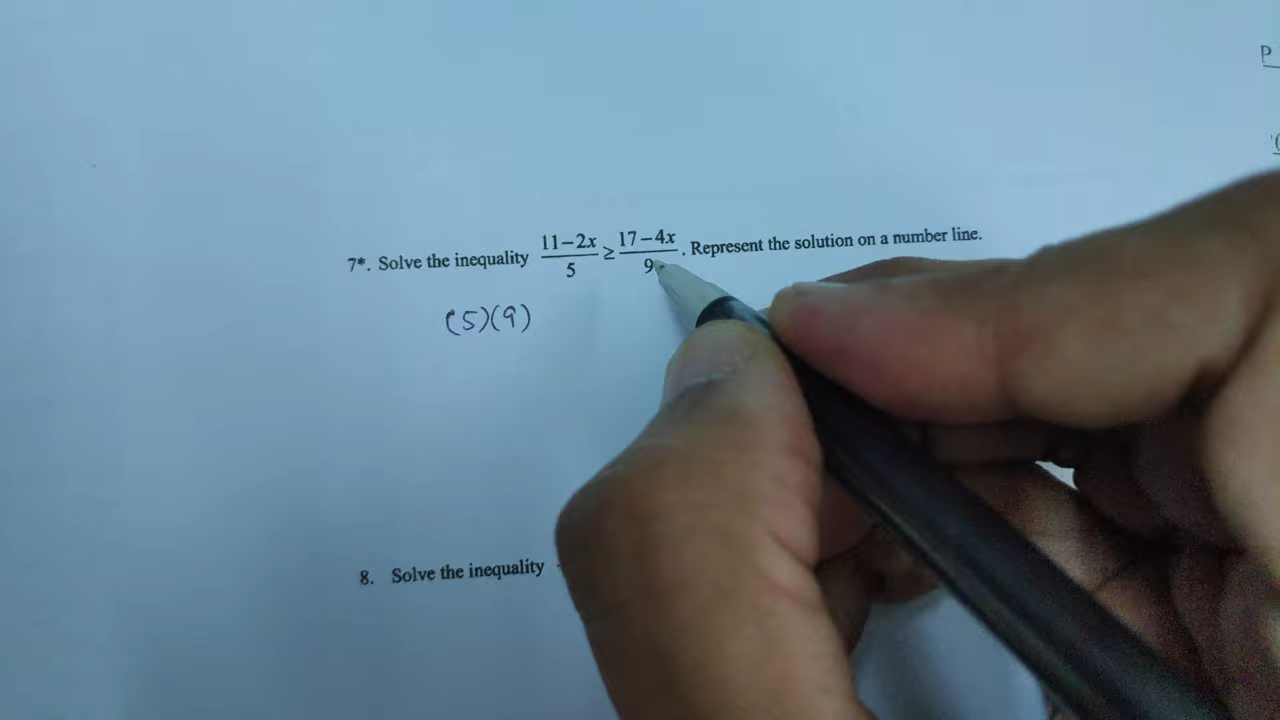 P
7*. Solve the inequality (11−2x)/5 ≥ (17−4x)/9. Represent the solution on a number line.
(5)(9)
8. Solve the inequality